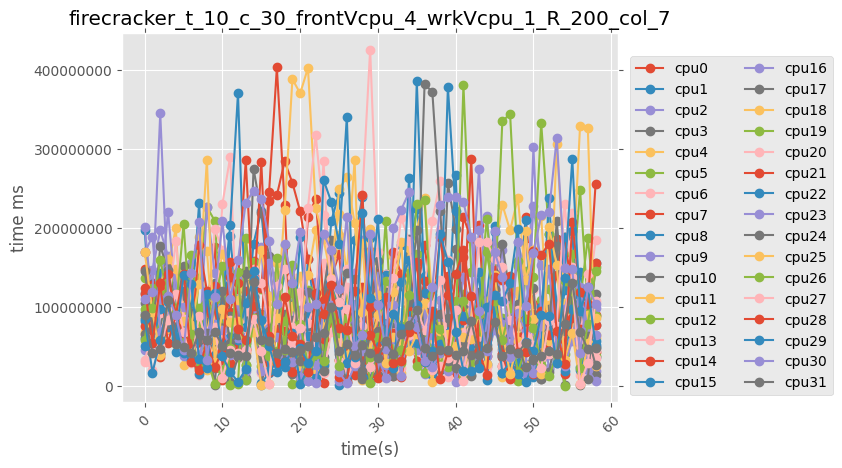 firecracker_t_10_c_30_frontVcpu_4_wrkVcpu_1_R_200_col_7
400000000
300000000
200000000
100000000
0
time ms
0
10
20
30
40
50
60
time(s)
cpu0
cpu1
cpu2
cpu3
cpu4
cpu5
cpu6
cpu7
cpu8
cpu9
cpu10
cpu11
cpu12
cpu13
cpu14
cpu15
cpu16
cpu17
cpu18
cpu19
cpu20
cpu21
cpu22
cpu23
cpu24
cpu25
cpu26
cpu27
cpu28
cpu29
cpu30
cpu31